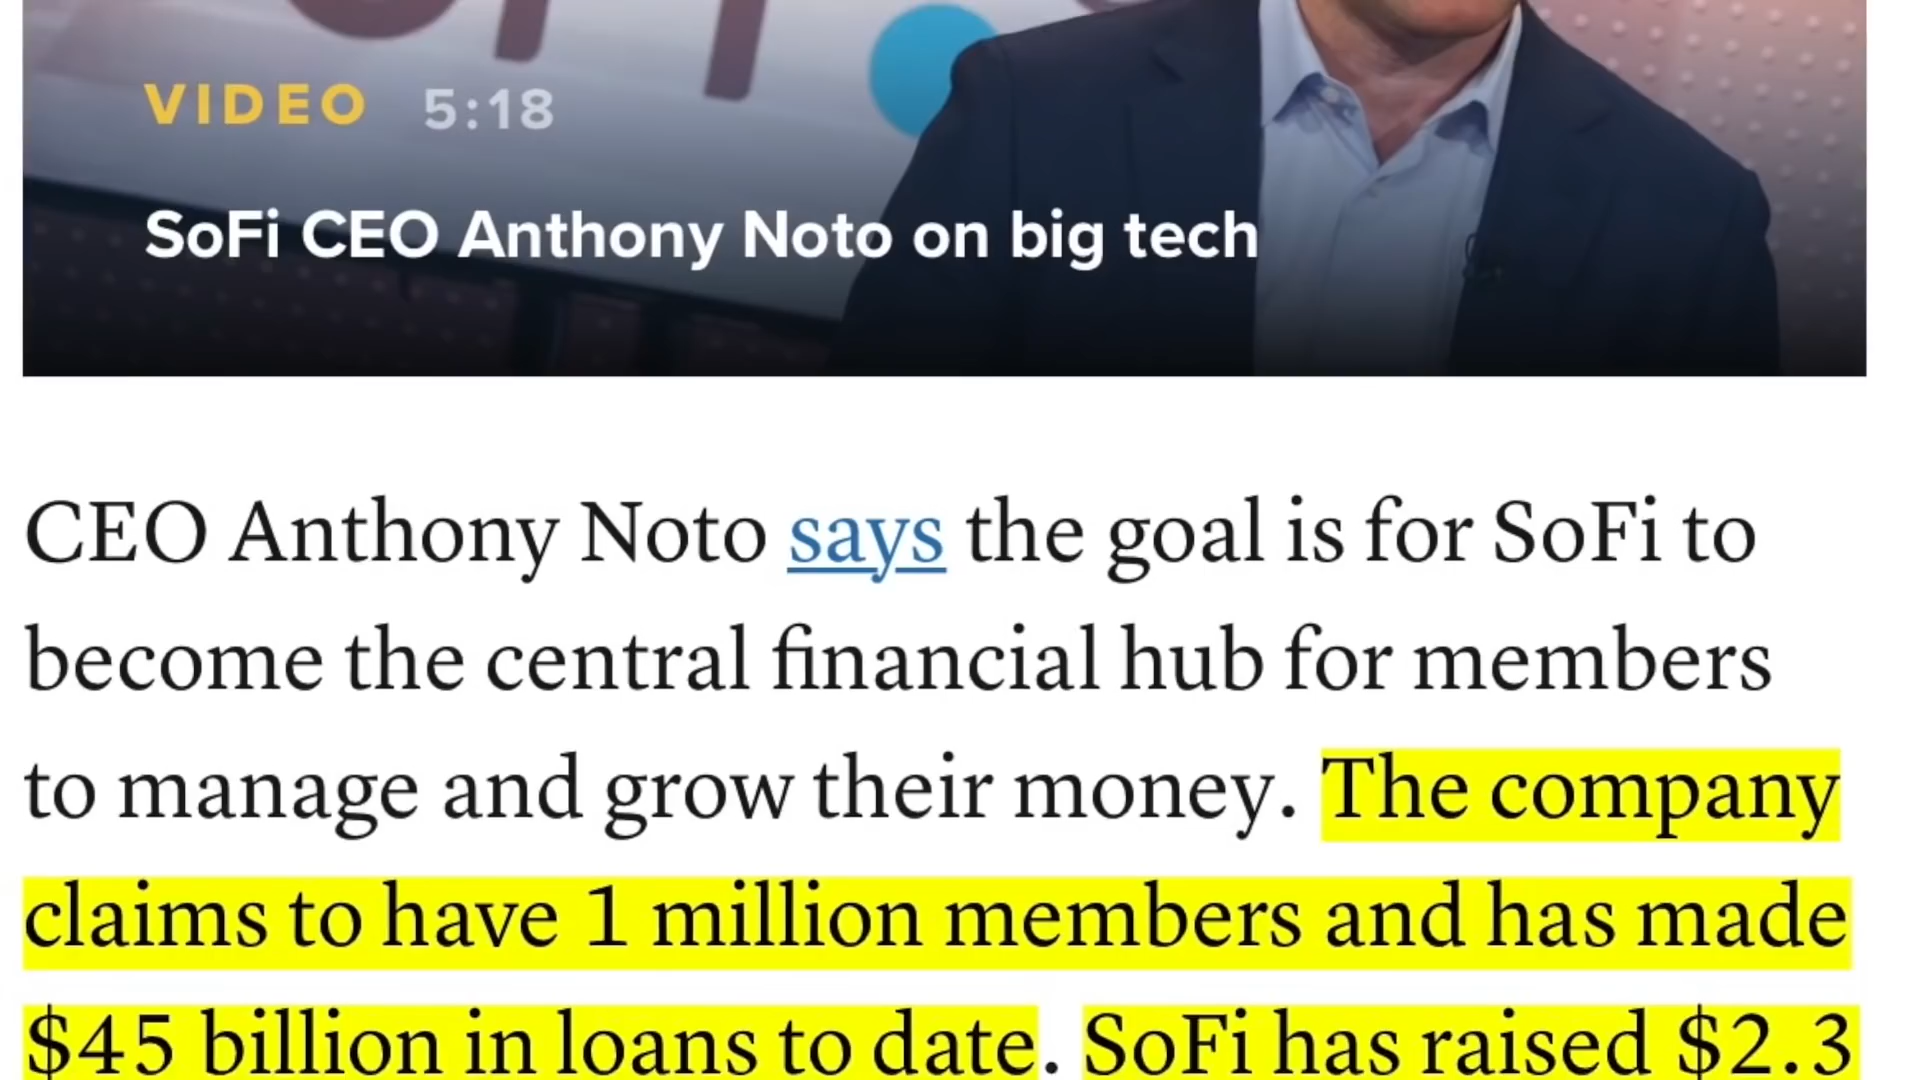 VIDEO 5:18
SoFi CEO Anthony Noto on big tech
CEO Anthony Noto says the goal is for SoFi to
become the central financial hub for members
to manage and grow their money. The company
claims to have 1 million members and has made
$45 billion in loans to date. SoFi has raised $2.3